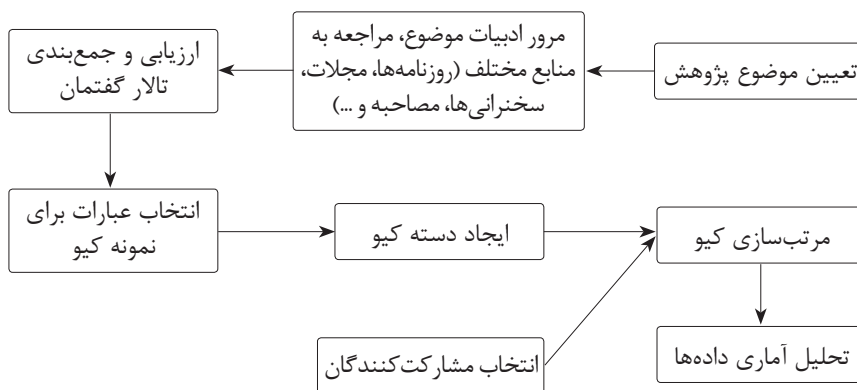 تعیین موضوع پژوهش
مرور ادبیات موضوع، مراجعه به
منابع مختلف (روزنامه‌ها، مجلات،
سخنرانی‌ها، مصاحبه و ...)
ارزیابی و جمع‌بندی
تالار گفتمان
انتخاب عبارات برای
نمونه کیو
ایجاد دسته کیو
مرتب‌سازی کیو
انتخاب مشارکت‌کنندگان
تحلیل آماری داده‌ها